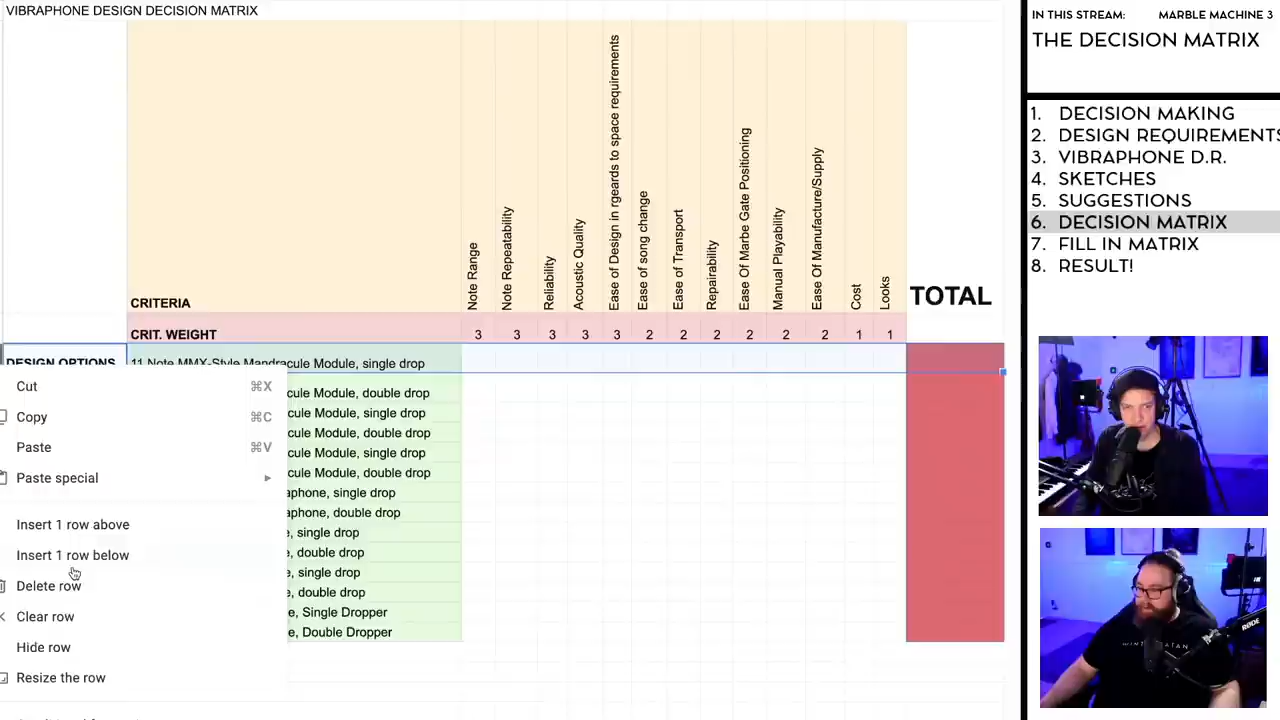 VIBRAPHONE DESIGN DECISION MATRIX
IN THIS STREAM: MARBLE MACHINE 3
THE DECISION MATRIX
1. DECISION MAKING
2. DESIGN REQUIREMENTS
3. VIBRAPHONE D.R.
4. SKETCHES
5. SUGGESTIONS
6. DECISION MATRIX
7. FILL IN MATRIX
8. RESULT!
CRITERIA
Note Range
Note Repeatability
Reliability
Acoustic Quality
Ease of Design in rgeards to space requirements
Ease of song change
Ease of Transport
Repairability
Ease Of Marbe Gate Positioning
Manual Playability
Ease Of Manufacture/Supply
Cost
Looks
TOTAL
CRIT. WEIGHT 3 3 3 3 3 2 2 2 2 2 2 1 1
DESIGN OPTIONS 11 Note MMX-Style Mandracule Module, single drop
cule Module, double drop
cule Module, single drop
cule Module, double drop
cule Module, single drop
cule Module, double drop
aphone, single drop
aphone, double drop
e, single drop
e, double drop
e, single drop
e, double drop
e, Single Dropper
e, Double Dropper
Cut ⌘X
Copy ⌘C
Paste ⌘V
Paste special
Insert 1 row above
Insert 1 row below
Delete row
Clear row
Hide row
Resize the row
RØDE